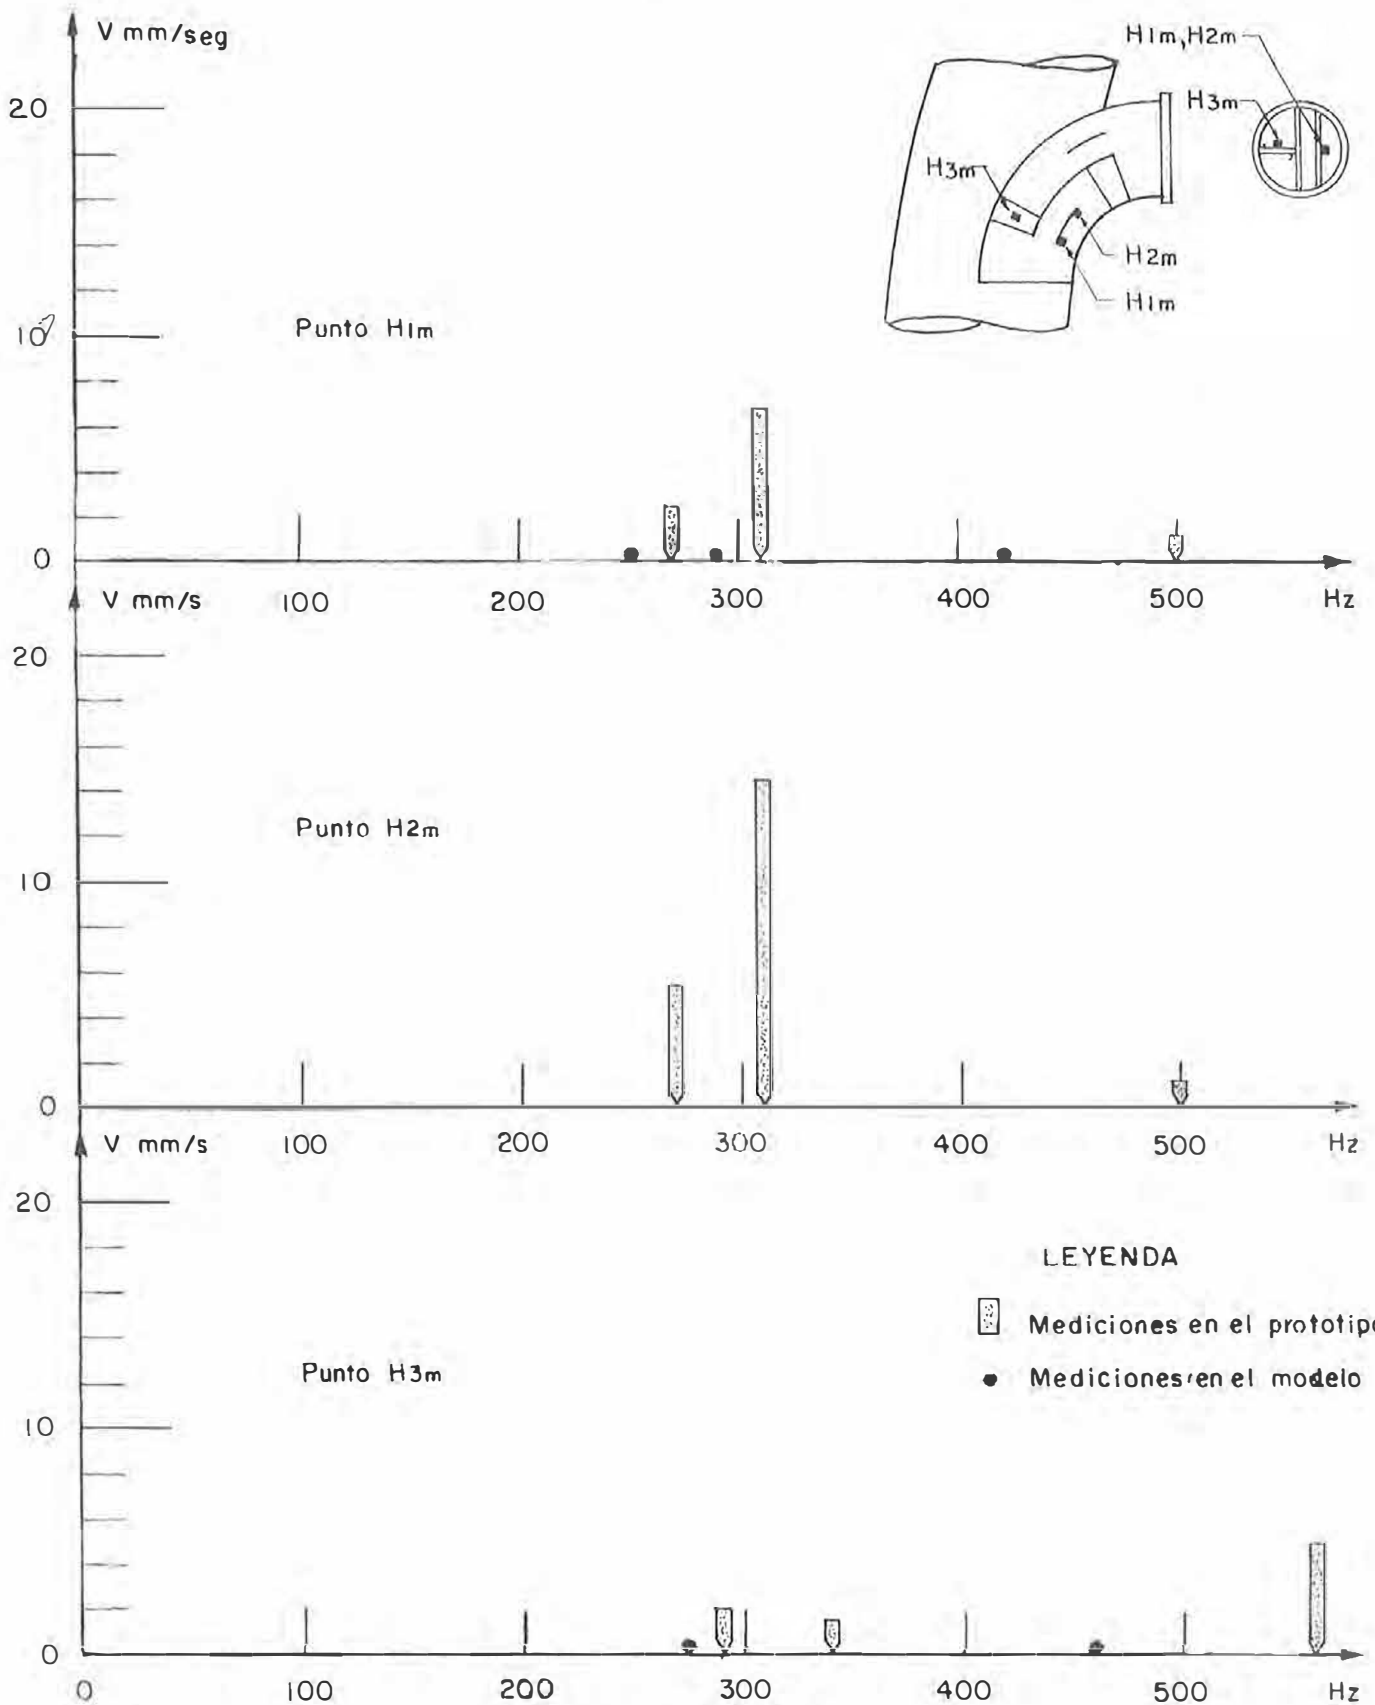 V mm/seg
H1m,H2m
20
H3m
H3m
H2m
H1m
10
Punto H1m
0
V mm/s 100 200 300 400 500 Hz
20
Punto H2m
10
0
V mm/s 100 200 300 400 500 Hz
20
LEYENDA
Mediciones en el prototipo
Punto H3m
Mediciones en el modelo
10
0
0 100 200 300 400 500 Hz